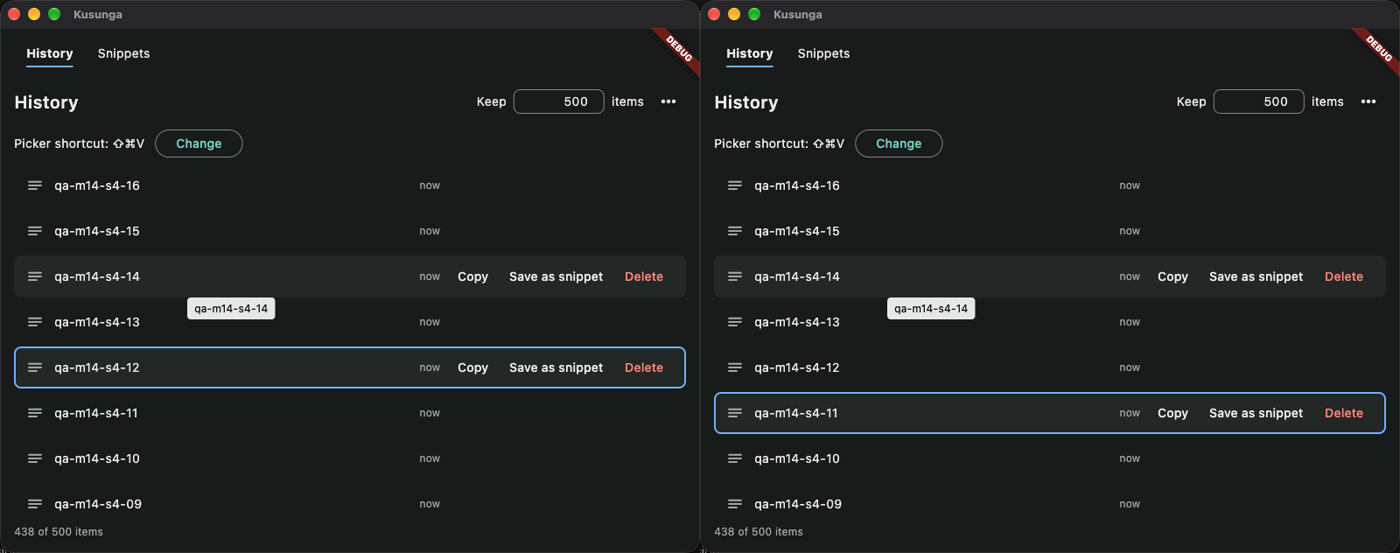 Kusunga
DEBUG
History Snippets
History Keep 500 items •••
Picker shortcut: ⇧⌘V Change
qa-m14-s4-16 now
qa-m14-s4-15 now
qa-m14-s4-14 now Copy Save as snippet Delete
qa-m14-s4-14
qa-m14-s4-13 now
qa-m14-s4-12 now Copy Save as snippet Delete
qa-m14-s4-11 now
qa-m14-s4-10 now
qa-m14-s4-09 now
438 of 500 items
Kusunga
DEBUG
History Snippets
History Keep 500 items •••
Picker shortcut: ⇧⌘V Change
qa-m14-s4-16 now
qa-m14-s4-15 now
qa-m14-s4-14 now Copy Save as snippet Delete
qa-m14-s4-14
qa-m14-s4-13 now
qa-m14-s4-12 now
qa-m14-s4-11 now Copy Save as snippet Delete
qa-m14-s4-10 now
qa-m14-s4-09 now
438 of 500 items